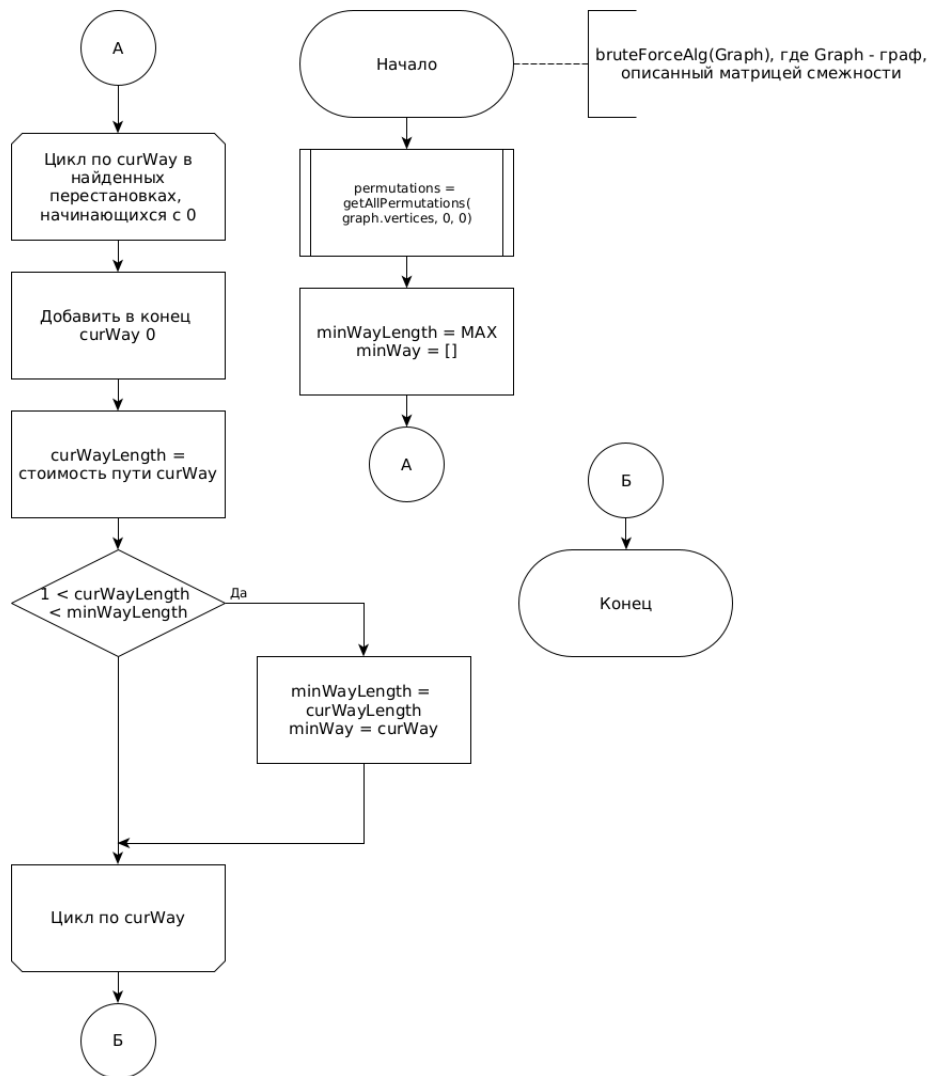 А
Цикл по curWay в
найденных
перестановках,
начинающихся с 0
Добавить в конец
curWay 0
curWayLength =
стоимость пути curWay
1 < curWayLength
< minWayLength
Да
minWayLength =
curWayLength
minWay = curWay
Цикл по curWay
Б
Начало
bruteForceAlg(Graph), где Graph - граф,
описанный матрицей смежности
permutations =
getAllPermutations(
graph.vertices, 0, 0)
minWayLength = MAX
minWay = []
А
Б
Конец